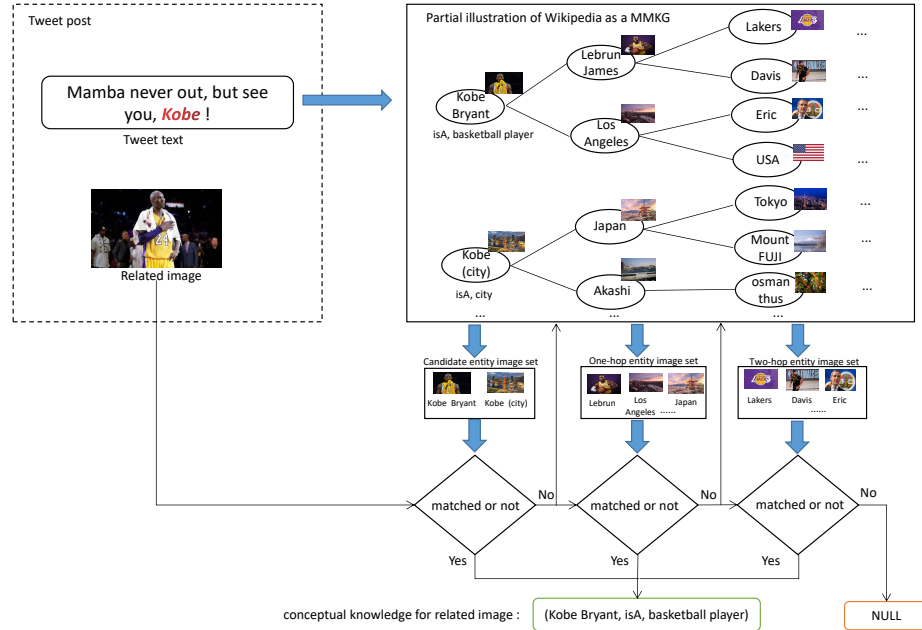 Tweet post
Mamba never out, but see
you, Kobe !
Tweet text
24
Related image
Partial illustration of Wikipedia as a MMKG
Kobe
Bryant
isA, basketball player
Lebrun
James
Los
Angeles
Lakers
...
Davis
...
Eric
...
USA
...
Kobe
(city)
isA, city
...
Japan
Akashi
...
Tokyo
...
Mount
FUJI
...
osman
thus
...
...
Candidate entity image set
Kobe Bryant
Kobe (city)
One-hop entity image set
Lebrun
Los
Angeles
Japan
......
Two-hop entity image set
Lakers
Davis
Eric
......
matched or not
No
matched or not
No
matched or not
No
Yes
Yes
Yes
conceptual knowledge for related image :
(Kobe Bryant, isA, basketball player)
NULL